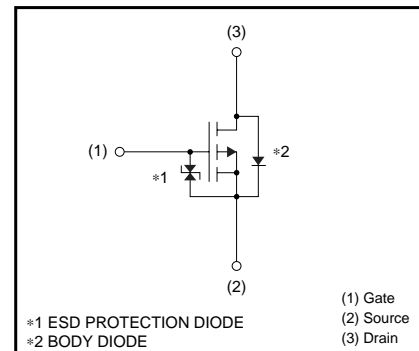 (3)
(1)
*1
*2
(2)
*1 ESD PROTECTION DIODE
*2 BODY DIODE
(1) Gate
(2) Source
(3) Drain